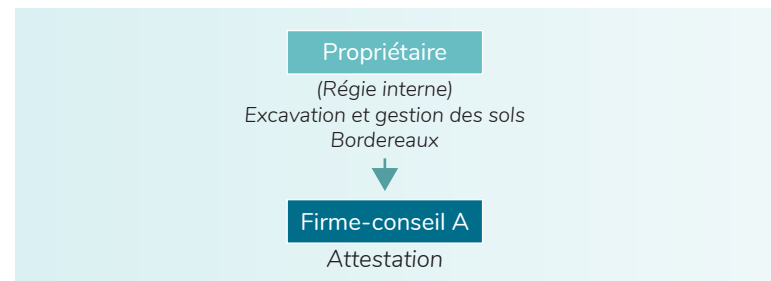 Propriétaire
(Régie interne)
Excavation et gestion des sols
Bordereaux
Firme-conseil A
Attestation